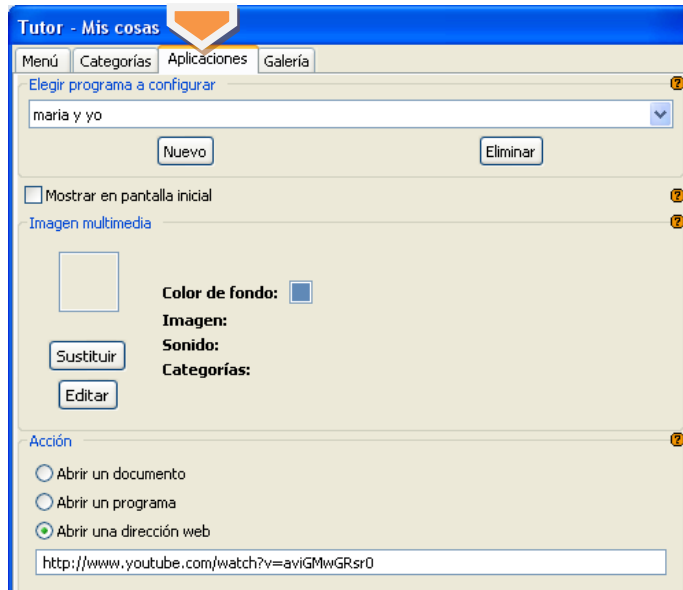 Tutor - Mis cosas
Menú Categorías Aplicaciones Galería
Elegir programa a configurar
maria y yo
Nuevo Eliminar
Mostrar en pantalla inicial
Imagen multimedia
Color de fondo:
Imagen:
Sonido:
Sustituir
Categorías:
Editar
Acción
Abrir un documento
Abrir un programa
Abrir una dirección web
http://www.youtube.com/watch?v=aviGMwGRsr0